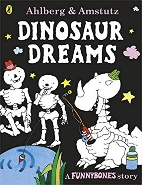 Ahlberg & Amstutz
DINOSAUR
DREAMS
A FUNNYBONES story